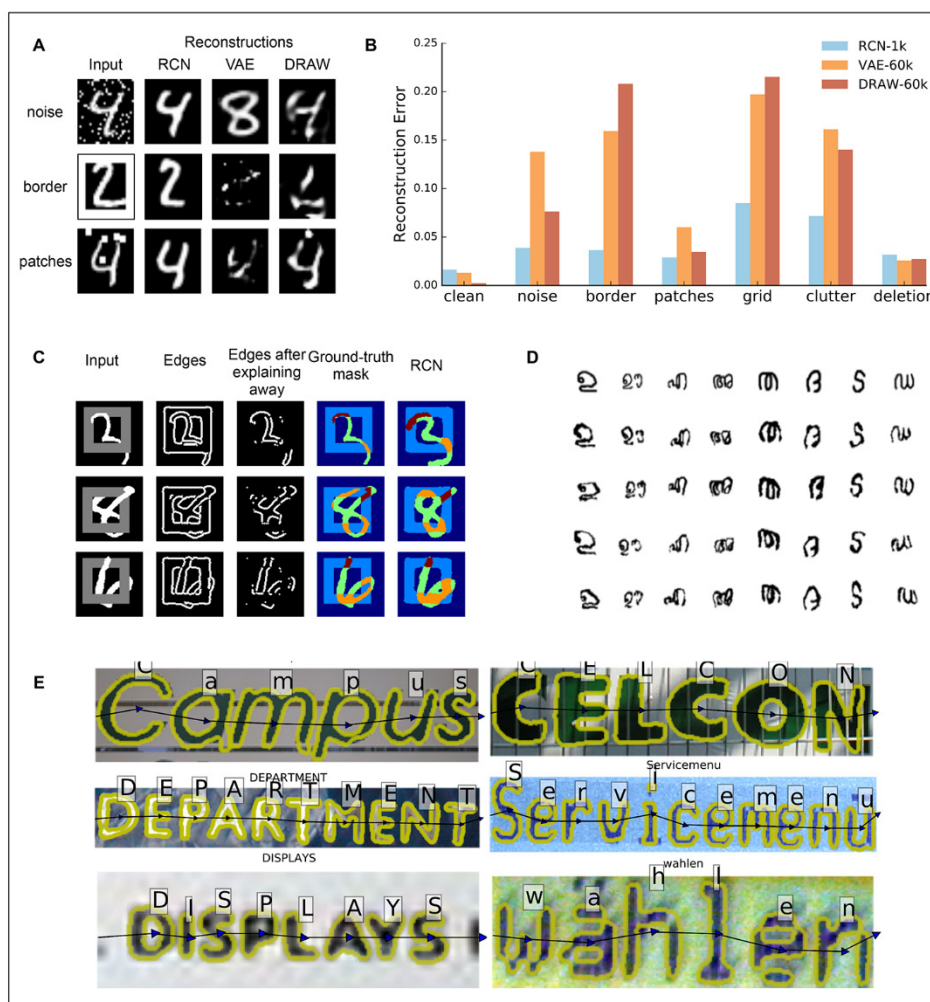 A
Reconstructions
Input RCN VAE DRAW
noise
border
patches
B
Reconstruction Error
0.25
0.20
0.15
0.10
0.05
0.00
clean noise border patches grid clutter deletion
RCN-1k
VAE-60k
DRAW-60k
C
Input Edges Edges after explaining away Ground-truth mask RCN
D
E
C a m p u s
Campus
C E L C O N
CELCON
DEPARTMENT
D E P A R T M E N T
DEPARTMENT
Servicemenu
S e r v i c e m e n u
Servicemenu
DISPLAYS
D I S P L A Y S
DISPLAYS
wahlen
w a h l e n
wahlen